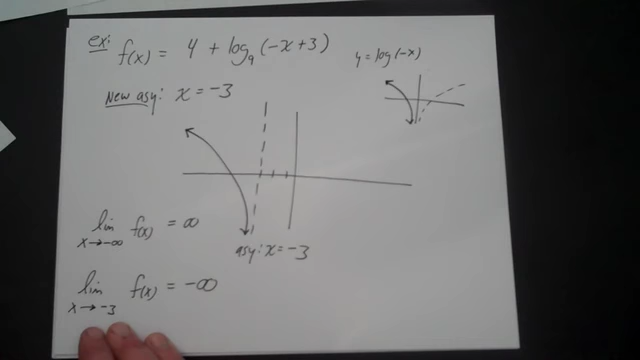 ex: f(x) = 4 + log₉(-x+3)
y = log(-x)
New asy: x = -3
lim f(x) = ∞
x→-∞
asy: x = -3
lim f(x) = -∞
x→-3